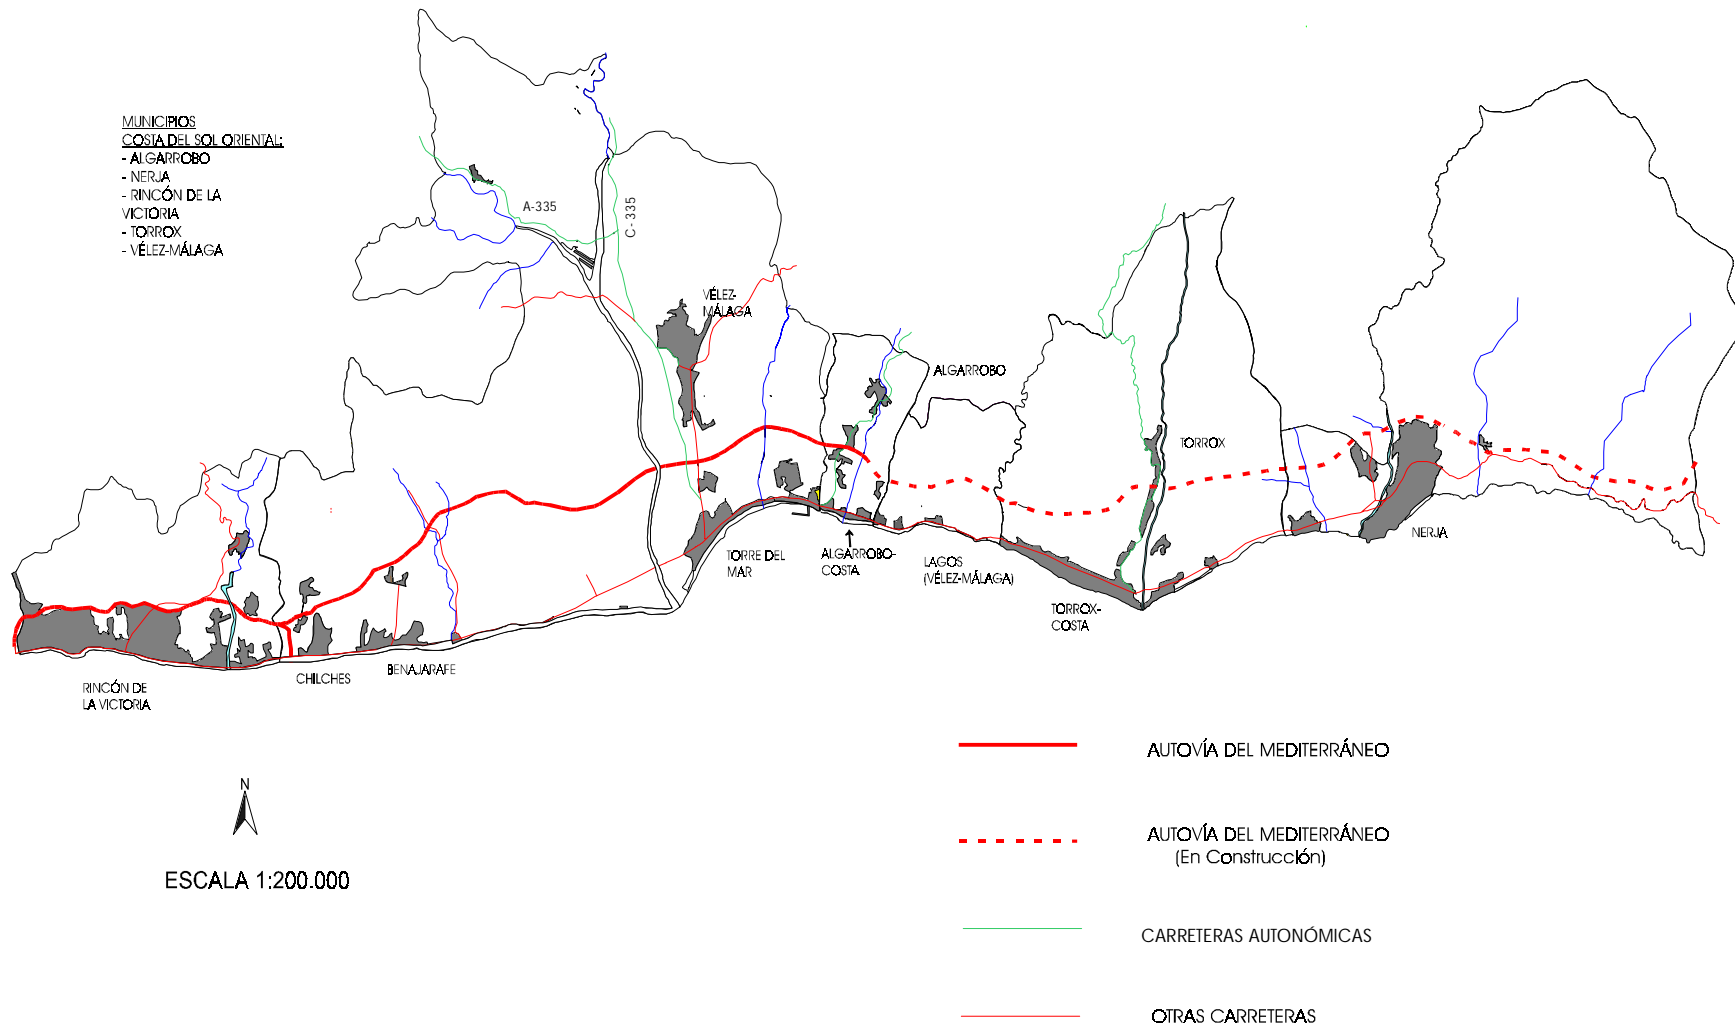 MUNICIPIOS
COSTA DEL SOL ORIENTAL:
- ALGARROBO
- NERJA
- RINCÓN DE LA
VICTORIA
- TORROX
- VÉLEZ-MÁLAGA
A-335
C-335
VÉLEZ-
MÁLAGA
ALGARROBO
TORROX
NERJA
TORRE DEL
MAR
ALGARROBO-
COSTA
LAGOS
(VÉLEZ-MÁLAGA)
TORROX-
COSTA
BENAJARAFE
CHILCHES
RINCÓN DE
LA VICTORIA
N
ESCALA 1:200.000
AUTOVÍA DEL MEDITERRÁNEO
AUTOVÍA DEL MEDITERRÁNEO
(En Construcción)
CARRETERAS AUTONÓMICAS
OTRAS CARRETERAS